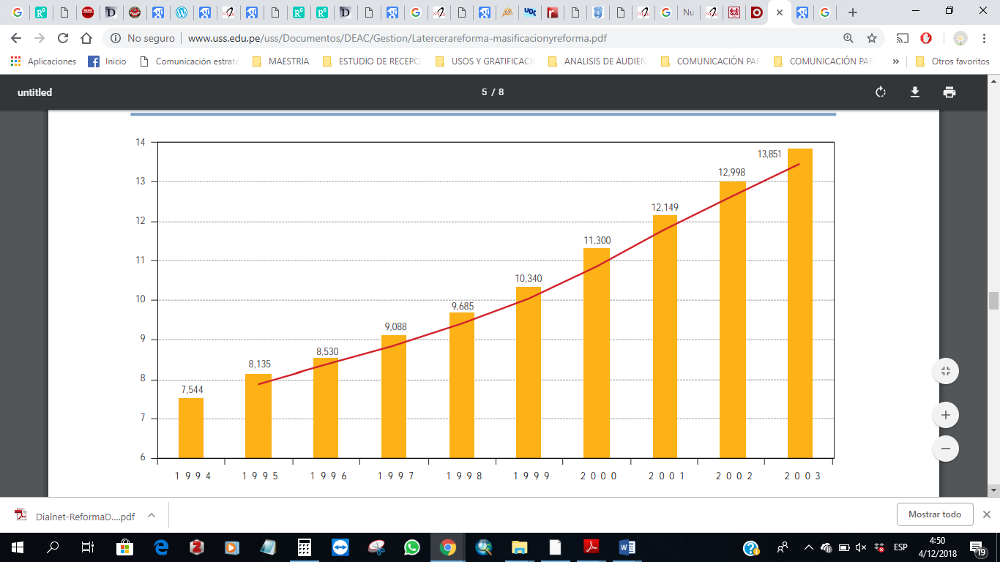 Nu
No seguro
www.uss.edu.pe/uss/Documentos/DEAC/Gestion/Latercerareforma-masificacionyreforma.pdf
Aplicaciones
Inicio
Comunicación estrate
MAESTRIA
ESTUDIO DE RECEPC
USOS Y GRATIFICACI
ANALISIS DE AUDIEN
COMUNICACIÓN PAR
COMUNICACIÓN PAR
»
Otros favoritos
untitled
5 / 8
14
13
12
11
10
9
8
7
6
7,544
8,135
8,530
9,088
9,685
10,340
11,300
12,149
12,998
13,851
1994
1995
1996
1997
1998
1999
2000
2001
2002
2003
Dialnet-ReformaD....pdf
Mostrar todo
ESP
4:50
4/12/2018
19